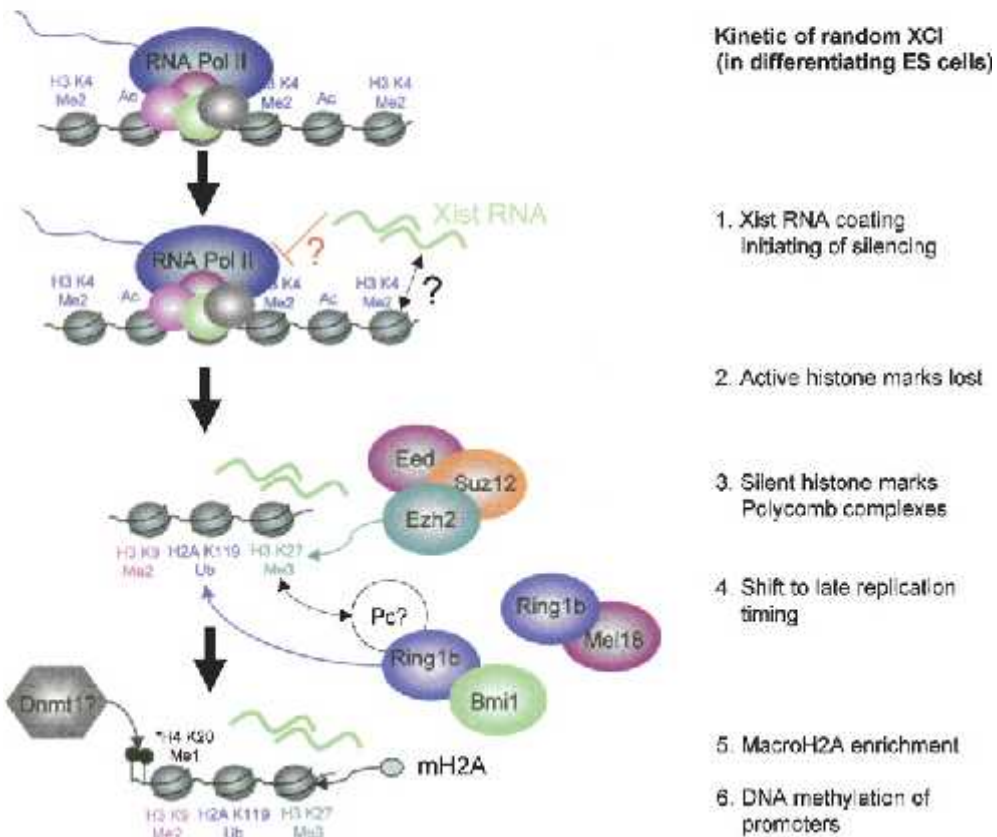 Kinetic of random XCI
(in differentiating ES cells)
RNA Pol II
H3 K4
Me2
Ac
3 K4
Me2
Ac
H3 K4
Me2
Xist RNA
?
1. Xist RNA coating
initiating of silencing
RNA Pol II
H3 K4
Me2
Ac
3 K4
Me2
Ac
H3 K4
Me2
?
2. Active histone marks lost
Eed
Suz12
Ezh2
3. Silent histone marks
Polycomb complexes
H3 K9
Me2
H2A K119
Ub
H3 K27
Me3
4. Shift to late replication
timing
Pc?
Ring1b
Bmi1
Ring1b
Mel18
Dnmt1?
*H4 K20
Me1
mH2A
5. MacroH2A enrichment
H3 K9
Me2
H2A K119
Ub
H3 K27
Me3
6. DNA methylation of
promoters